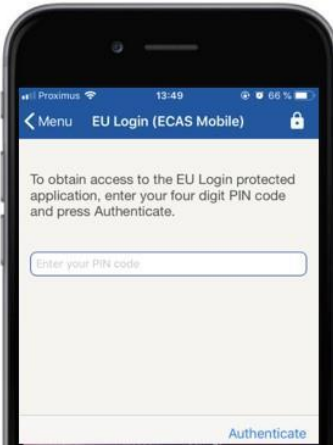 Proximus 13:49 66 %
Menu EU Login (ECAS Mobile)
To obtain access to the EU Login protected
application, enter your four digit PIN code
and press Authenticate.
Enter your PIN code
Authenticate